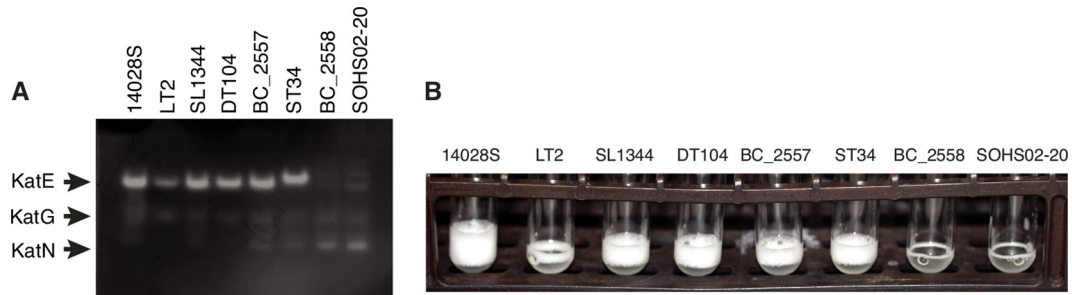 A
14028S
LT2
SL1344
DT104
BC_2557
ST34
BC_2558
SOHS02-20
KatE
KatG
KatN
B
14028S LT2 SL1344 DT104 BC_2557 ST34 BC_2558 SOHS02-20